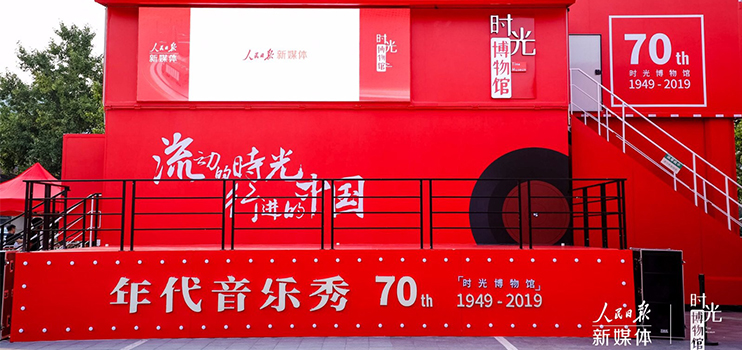 人民日报
新媒体
人民日报 新媒体
时光
博物馆
时光
博物馆
70th
时光博物馆
1949-2019
流动的時光
行进的中国
年代音乐秀 70th
「时光博物馆」
1949-2019
人民日报
新媒体
时光
博物馆